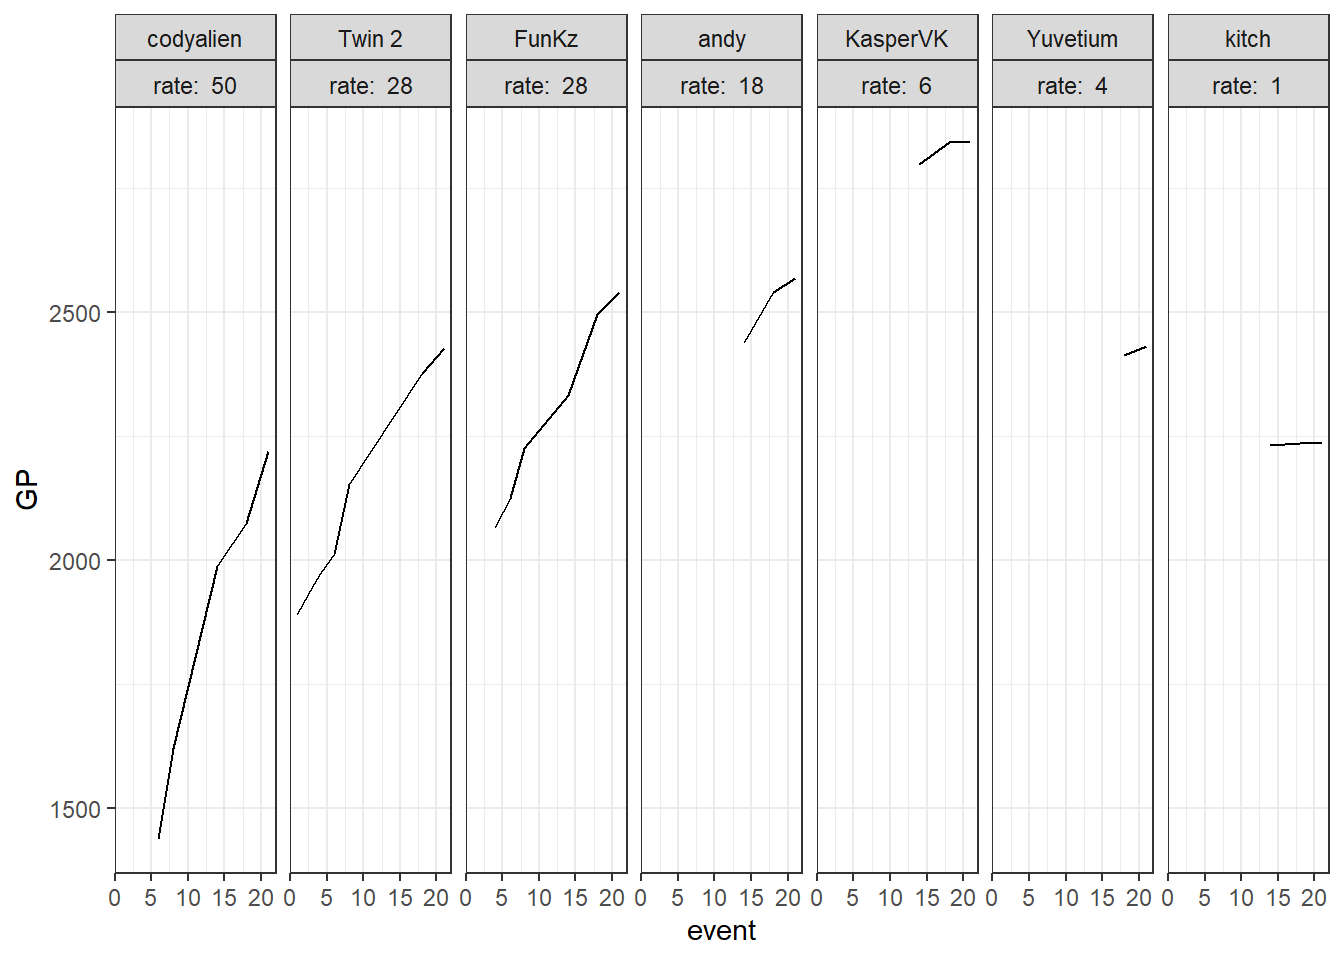 codyalien Twin 2 FunKz andy KasperVK Yuvetium kitch
rate: 50 rate: 28 rate: 28 rate: 18 rate: 6 rate: 4 rate: 1
2500
GP
2000
1500
0 5 10 15 20 0 5 10 15 20 0 5 10 15 20 0 5 10 15 20 0 5 10 15 20 0 5 10 15 20 0 5 10 15 20
event